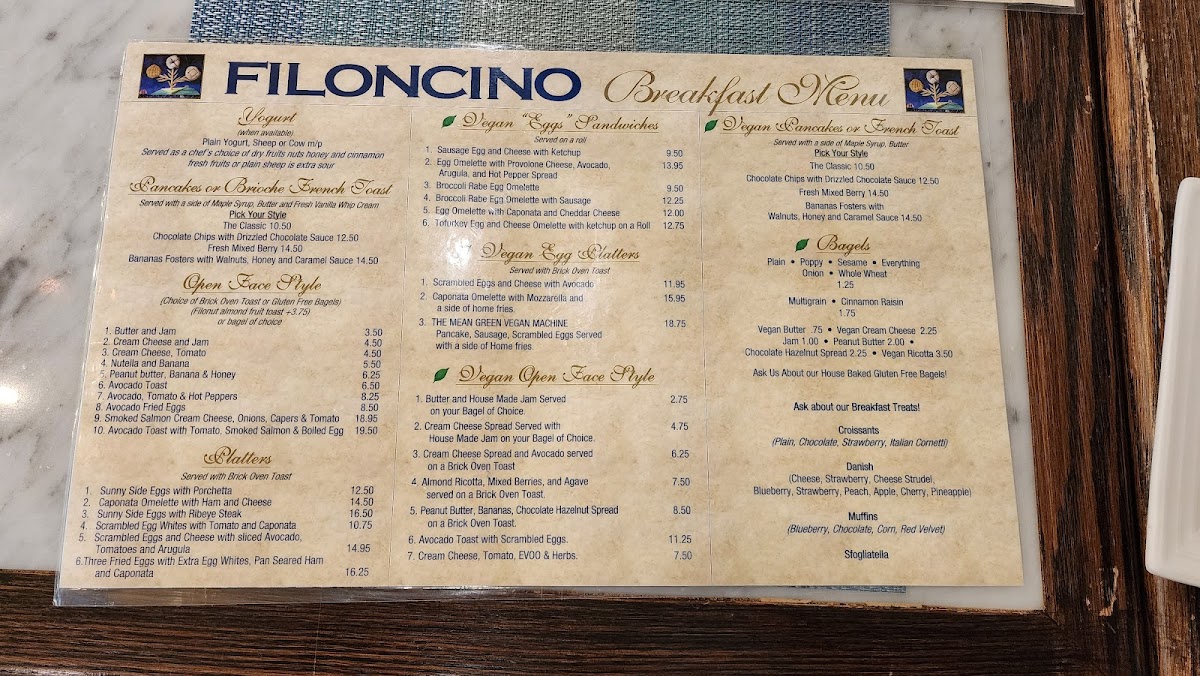 FILONCINO Breakfast Menu
Yogurt
(when available)
Plain Yogurt, Sheep or Cow m/p
Served as a chef's choice of dry fruits nuts honey and cinnamon
fresh fruits or plain sheep is extra sour
Pancakes or Brioche French Toast
Served with a side of Maple Syrup, Butter and Fresh Vanilla Whip Cream
Pick Your Style
The Classic 10.50
Chocolate Chips with Drizzled Chocolate Sauce 12.50
Fresh Mixed Berry 14.50
Bananas Fosters with Walnuts, Honey and Caramel Sauce 14.50
Open Face Style
(Choice of Brick Oven Toast or Gluten Free Bagels)
(Filonut almond fruit toast +3.75)
or bagel of choice
1. Butter and Jam 3.50
2. Cream Cheese and Jam 4.50
3. Cream Cheese, Tomato 4.50
4. Nutella and Banana 5.50
5. Peanut butter, Banana & Honey 6.25
6. Avocado Toast 6.50
7. Avocado, Tomato & Hot Peppers 8.25
8. Avocado Fried Eggs 8.50
9. Smoked Salmon Cream Cheese, Onions, Capers & Tomato 18.95
10. Avocado Toast with Tomato, Smoked Salmon & Boiled Egg 19.50
Platters
Served with Brick Oven Toast
1. Sunny Side Eggs with Porchetta 12.50
2. Caponata Omelette with Ham and Cheese 14.50
3. Sunny Side Eggs with Ribeye Steak 16.50
4. Scrambled Egg Whites with Tomato and Caponata 10.75
5. Scrambled Eggs and Cheese with sliced Avocado,
Tomatoes and Arugula 14.95
6.Three Fried Eggs with Extra Egg Whites, Pan Seared Ham
and Caponata 16.25
Vegan "Eggs" Sandwiches
Served on a roll
1. Sausage Egg and Cheese with Ketchup 9.50
2. Egg Omelette with Provolone Cheese, Avocado, 13.95
Arugula, and Hot Pepper Spread
3. Broccoli Rabe Egg Omelette 9.50
4. Broccoli Rabe Egg Omelette with Sausage 12.25
5. Egg Omelette with Caponata and Cheddar Cheese 12.00
6. Tofurkey Egg and Cheese Omelette with ketchup on a Roll 12.75
Vegan Egg Platters
Served with Brick Oven Toast
1. Scrambled Eggs and Cheese with Avocado 11.95
2. Caponata Omelette with Mozzarella and 15.95
a side of home fries.
3. THE MEAN GREEN VEGAN MACHINE 18.75
Pancake, Sausage, Scrambled Eggs Served
with a side of Home fries
Vegan Open Face Style
1. Butter and House Made Jam Served 2.75
on your Bagel of Choice.
2. Cream Cheese Spread Served with 4.75
House Made Jam on your Bagel of Choice.
3. Cream Cheese Spread and Avocado served 6.25
on a Brick Oven Toast
4. Almond Ricotta, Mixed Berries, and Agave 7.50
served on a Brick Oven Toast.
5. Peanut Butter, Bananas, Chocolate Hazelnut Spread 8.50
on a Brick Oven Toast.
6. Avocado Toast with Scrambled Eggs. 11.25
7. Cream Cheese, Tomato, EVOO & Herbs. 7.50
Vegan Pancakes or French Toast
Served with a side of Maple Syrup, Butter
Pick Your Style
The Classic 10.50
Chocolate Chips with Drizzled Chocolate Sauce 12.50
Fresh Mixed Berry 14.50
Bananas Fosters with
Walnuts, Honey and Caramel Sauce 14.50
Bagels
Plain • Poppy • Sesame • Everything
Onion • Whole Wheat
1.25
Multigrain • Cinnamon Raisin
1.75
Vegan Butter .75 • Vegan Cream Cheese 2.25
Jam 1.00 • Peanut Butter 2.00 •
Chocolate Hazelnut Spread 2.25 • Vegan Ricotta 3.50
Ask Us About our House Baked Gluten Free Bagels!
Ask about our Breakfast Treats!
Croissants
(Plain, Chocolate, Strawberry, Italian Cornetti)
Danish
(Cheese, Strawberry, Cheese Strudel,
Blueberry, Strawberry, Peach, Apple, Cherry, Pineapple)
Muffins
(Blueberry, Chocolate, Corn, Red Velvet)
Sfogliatella